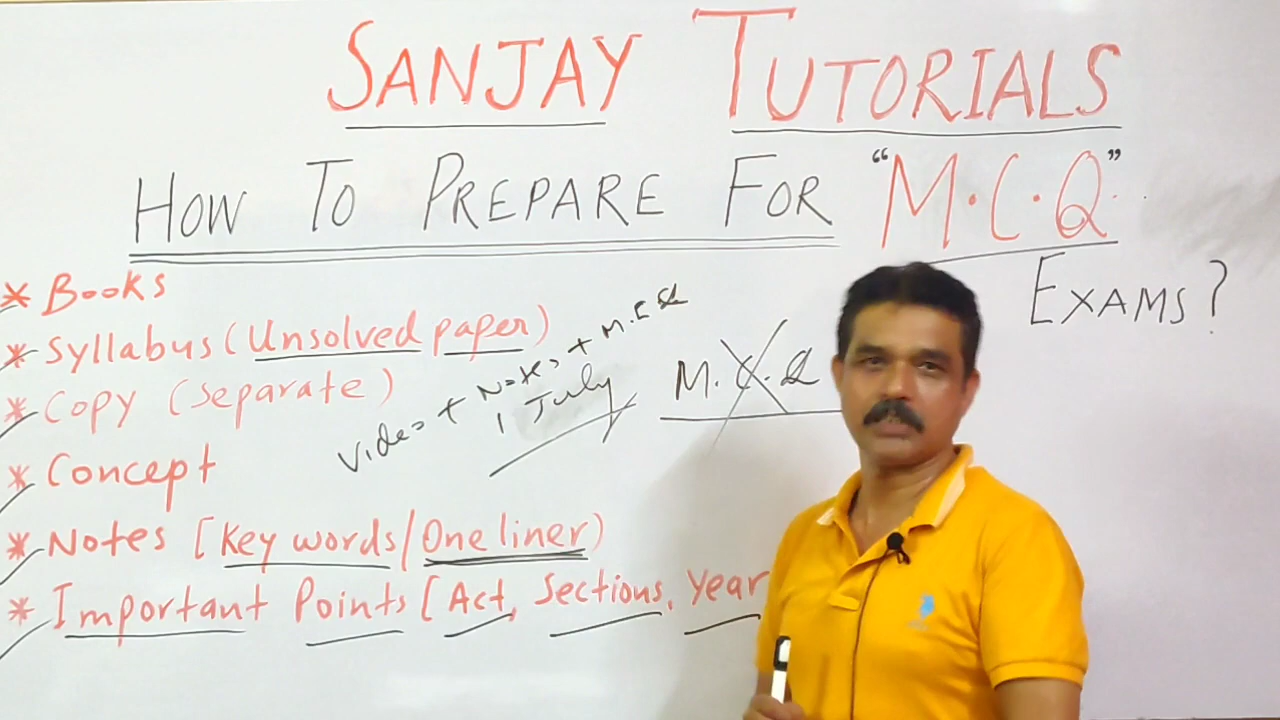 SANJAY TUTORIALS
HOW TO PREPARE FOR "M.C.Q"
EXAMS?
* Books
* Syllabus (Unsolved paper)
* Copy (separate)
* Concept
* Notes [Key words/One liner)
* Important Points [Act, Sections, Year
Video + Notes + M.C.Q
1 July
M.C.Q